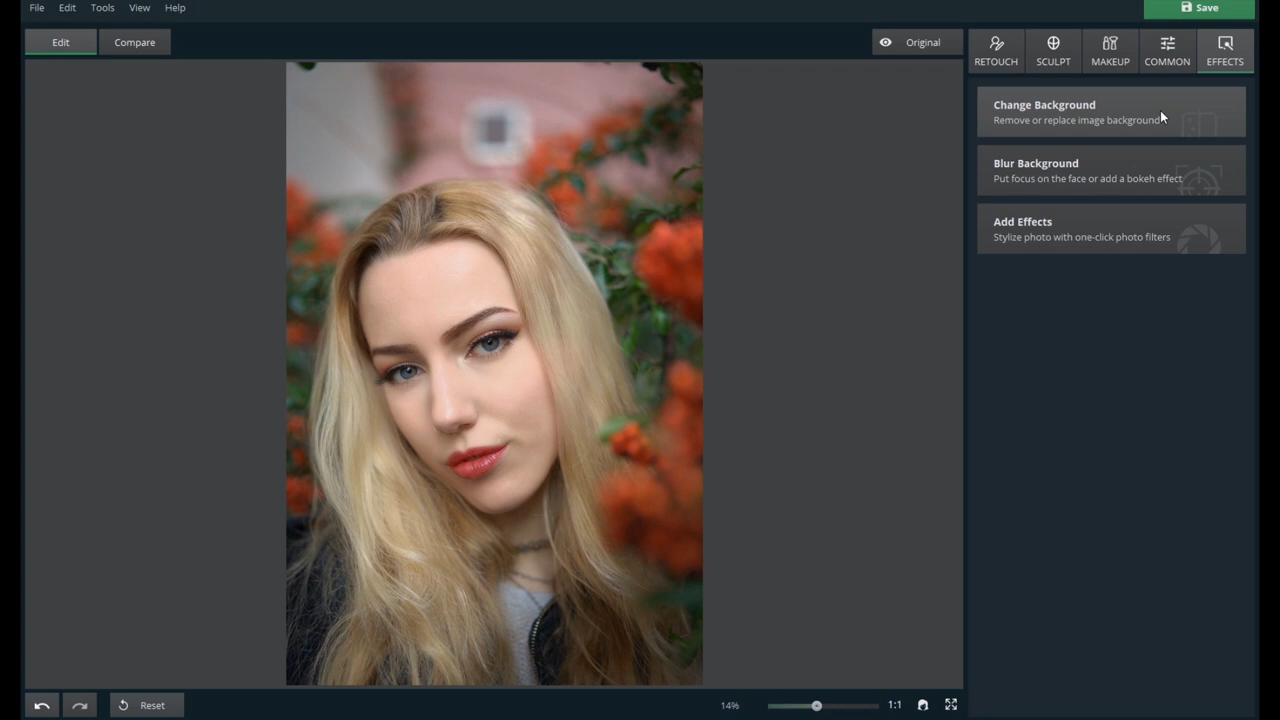 File Edit Tools View Help
Save
Edit Compare
Original
RETOUCH SCULPT MAKEUP COMMON EFFECTS
Change Background
Remove or replace image background
Blur Background
Put focus on the face or add a bokeh effect
Add Effects
Stylize photo with one-click photo filters
Reset
14%
1:1